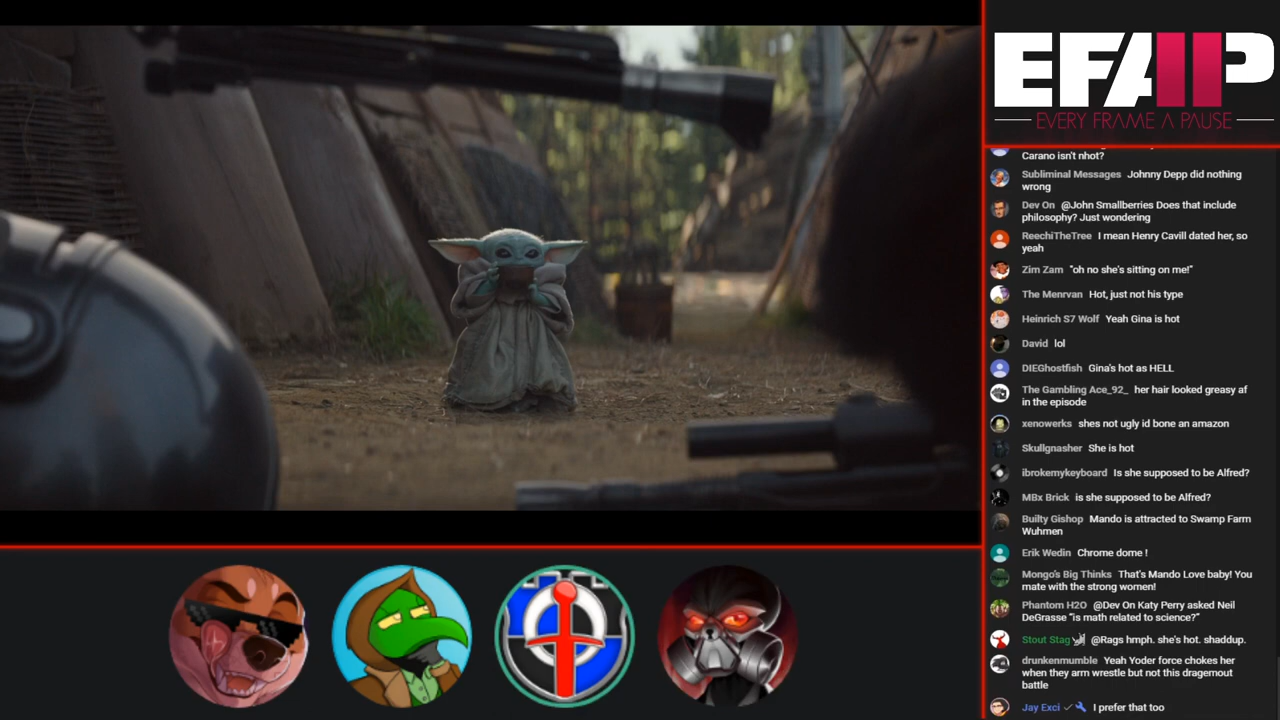 EFAP
EVERY FRAME A PAUSE
Carano isn't nhot?
Subliminal Messages Johnny Depp did nothing
wrong
Dev On @John Smallberries Does that include
philosophy? Just wondering
ReechiTheTree I mean Henry Cavill dated her, so
yeah
Zim Zam "oh no she's sitting on me!"
The Menrvan Hot, just not his type
Heinrich S7 Wolf Yeah Gina is hot
David lol
DIEGhostfish Gina's hot as HELL
The Gambling Ace_92_ her hair looked greasy af
in the episode
xenowerks shes not ugly id bone an amazon
Skullgnasher She is hot
ibrokemykeyboard Is she supposed to be Alfred?
MBx Brick is she supposed to be Alfred?
Builty Gishop Mando is attracted to Swamp Farm
Wuhmen
Erik Wedin Chrome dome !
Mongo's Big Thinks That's Mando Love baby! You
mate with the strong women!
Phantom H2O @Dev On Katy Perry asked Neil
DeGrasse "is math related to science?"
Stout Stag @Rags hmph. she's hot. shaddup.
drunkenmumble Yeah Yoder force chokes her
when they arm wrestle but not this dragernout
battle
Jay Exci I prefer that too